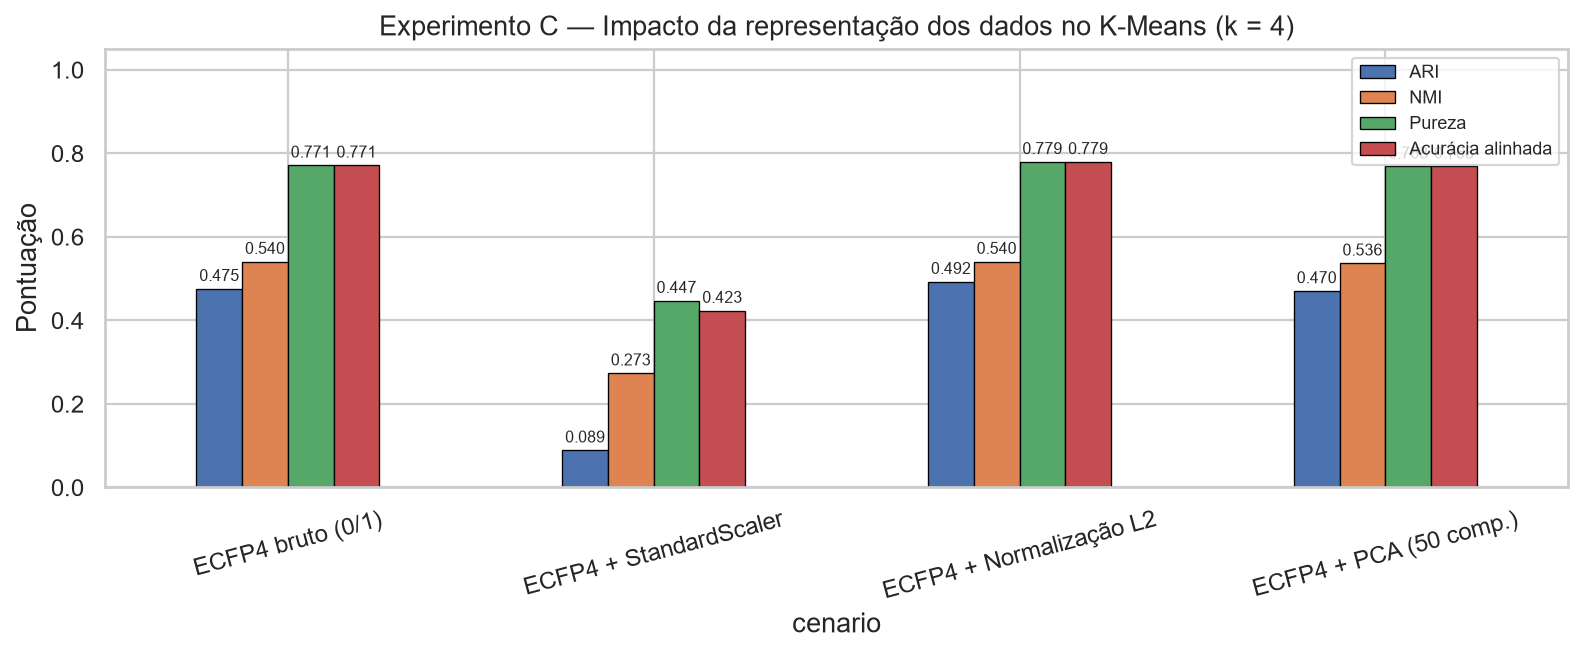 Experimento C — Impacto da representação dos dados no K-Means (k = 4)
Pontuação
1.0
0.8
0.6
0.4
0.2
0.0
ARI
NMI
Pureza
Acurácia alinhada
0.475
0.540
0.771
0.771
0.089
0.273
0.447
0.423
0.492
0.540
0.779
0.779
0.470
0.536
ECFP4 bruto (0/1)
ECFP4 + StandardScaler
ECFP4 + Normalização L2
ECFP4 + PCA (50 comp.)
cenario